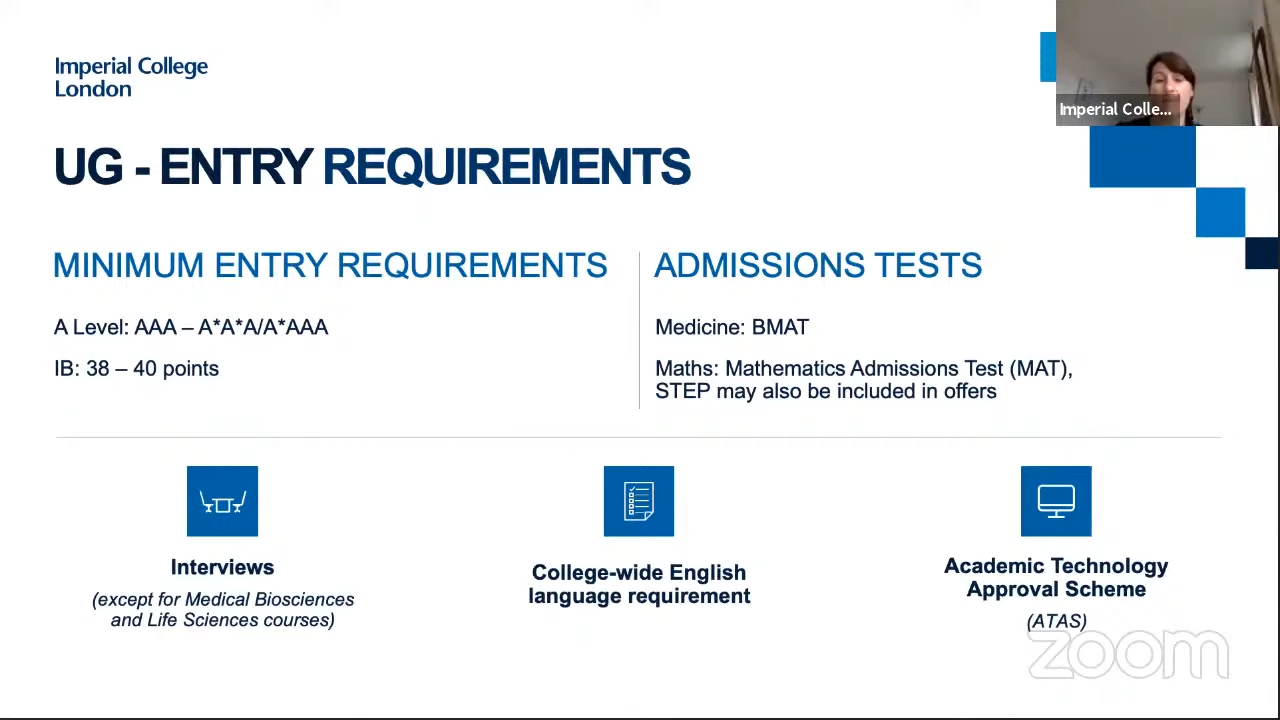 Imperial College
London
Imperial Colle...
UG - ENTRY REQUIREMENTS
MINIMUM ENTRY REQUIREMENTS
A Level: AAA – A*A*A/A*AAA
IB: 38 – 40 points
ADMISSIONS TESTS
Medicine: BMAT
Maths: Mathematics Admissions Test (MAT),
STEP may also be included in offers
Interviews
(except for Medical Biosciences
and Life Sciences courses)
College-wide English
language requirement
Academic Technology
Approval Scheme
(ATAS)
zoom